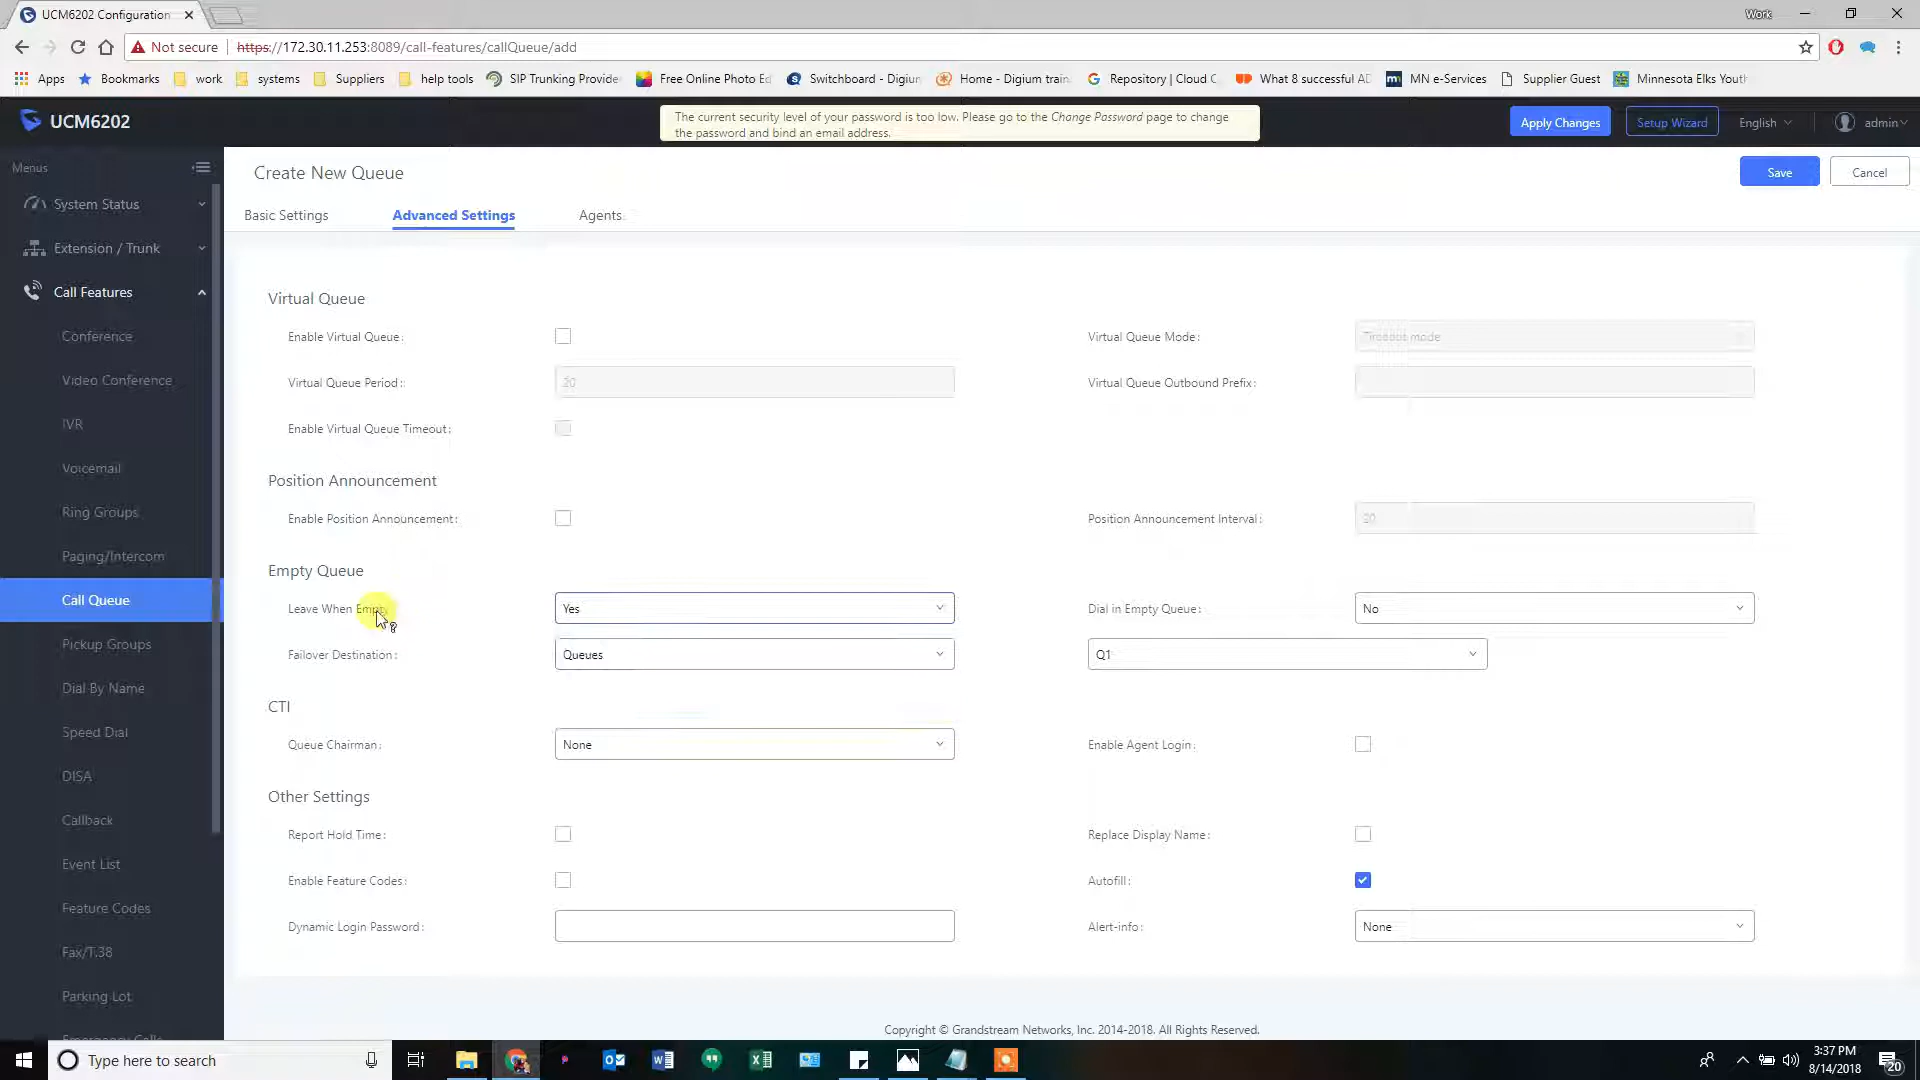 UCM6202 Configuration
Work
Not secure https://172.30.11.253:8089/call-features/callQueue/add
Apps Bookmarks work systems Suppliers help tools SIP Trunking Provide Free Online Photo Ed Switchboard - Digium Home - Digium train Repository | Cloud C What 8 successful AD MN e-Services Supplier Guest Minnesota Elks Youth
UCM6202
The current security level of your password is too low. Please go to the Change Password page to change
the password and bind an email address.
Apply Changes Setup Wizard English admin
Menus
System Status
Extension / Trunk
Call Features
Conference
Video Conference
IVR
Voicemail
Ring Groups
Paging/Intercom
Call Queue
Pickup Groups
Dial By Name
Speed Dial
DISA
Callback
Event List
Feature Codes
Fax/T.38
Parking Lot
Emergency Calls
Create New Queue
Save Cancel
Basic Settings Advanced Settings Agents
Virtual Queue
Enable Virtual Queue: Virtual Queue Mode: Timeout mode
Virtual Queue Period: 20 Virtual Queue Outbound Prefix:
Enable Virtual Queue Timeout:
Position Announcement
Enable Position Announcement: Position Announcement Interval: 20
Empty Queue
Leave When Empty Yes Dial in Empty Queue: No
Failover Destination: Queues Q1
CTI
Queue Chairman: None Enable Agent Login:
Other Settings
Report Hold Time: Replace Display Name:
Enable Feature Codes: Autofill:
Dynamic Login Password: Alert-info: None
Copyright © Grandstream Networks, Inc. 2014-2018. All Rights Reserved.
Type here to search
3:37 PM
8/14/2018
20